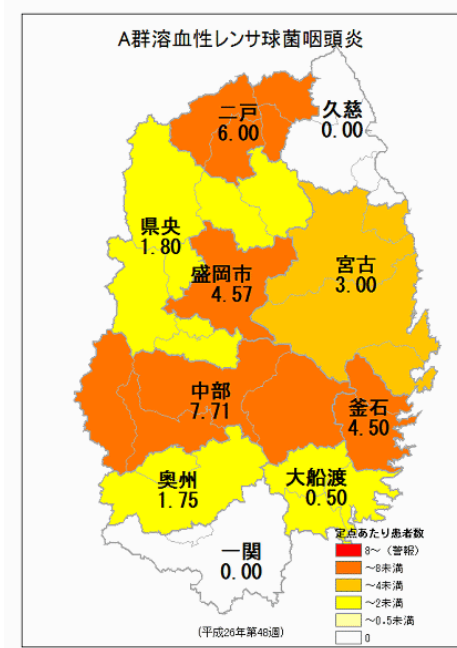 A群溶血性レンサ球菌咽頭炎
久慈
0.00
二戸
6.00
県央
1.80
盛岡市
4.57
宮古
3.00
中部
7.71
釜石
4.50
奥州
1.75
大船渡
0.50
一関
0.00
定点あたり患者数
8~（警報）
~8未満
~4未満
~2未満
~0.5未満
0
(平成26年第48週)